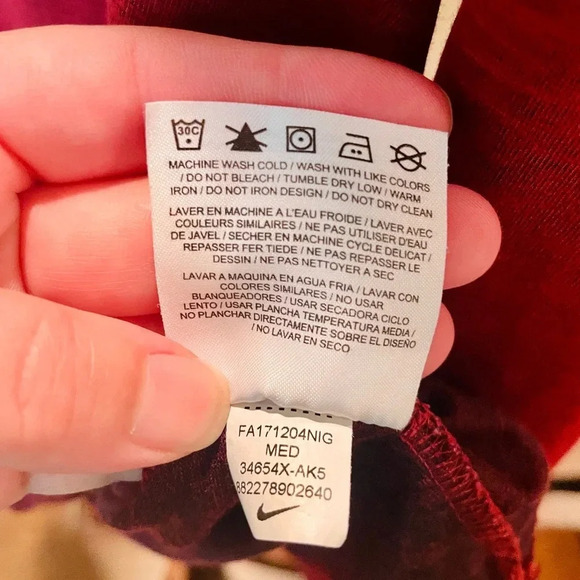 30C
MACHINE WASH COLD / WASH WITH LIKE COLORS
/ DO NOT BLEACH / TUMBLE DRY LOW / WARM
IRON / DO NOT IRON DESIGN / DO NOT DRY CLEAN
LAVER EN MACHINE A L'EAU FROIDE / LAVER AVEC
COULEURS SIMILAIRES / NE PAS UTILISER D'EAU
DE JAVEL / SECHER EN MACHINE CYCLE DELICAT /
REPASSER FER TIEDE / NE PAS REPASSER LE
DESSIN / NE PAS NETTOYER A SEC
LAVAR A MAQUINA EN AGUA FRIA / LAVAR CON
COLORES SIMILARES / NO USAR
BLANQUEADORES / USAR SECADORA CICLO
LENTO / USAR PLANCHA TEMPERATURA MEDIA /
NO PLANCHAR DIRECTAMENTE SOBRE EL DISEÑO
/ NO LAVAR EN SECO
FA171204NIG
MED
34654X-AK5
882278902640